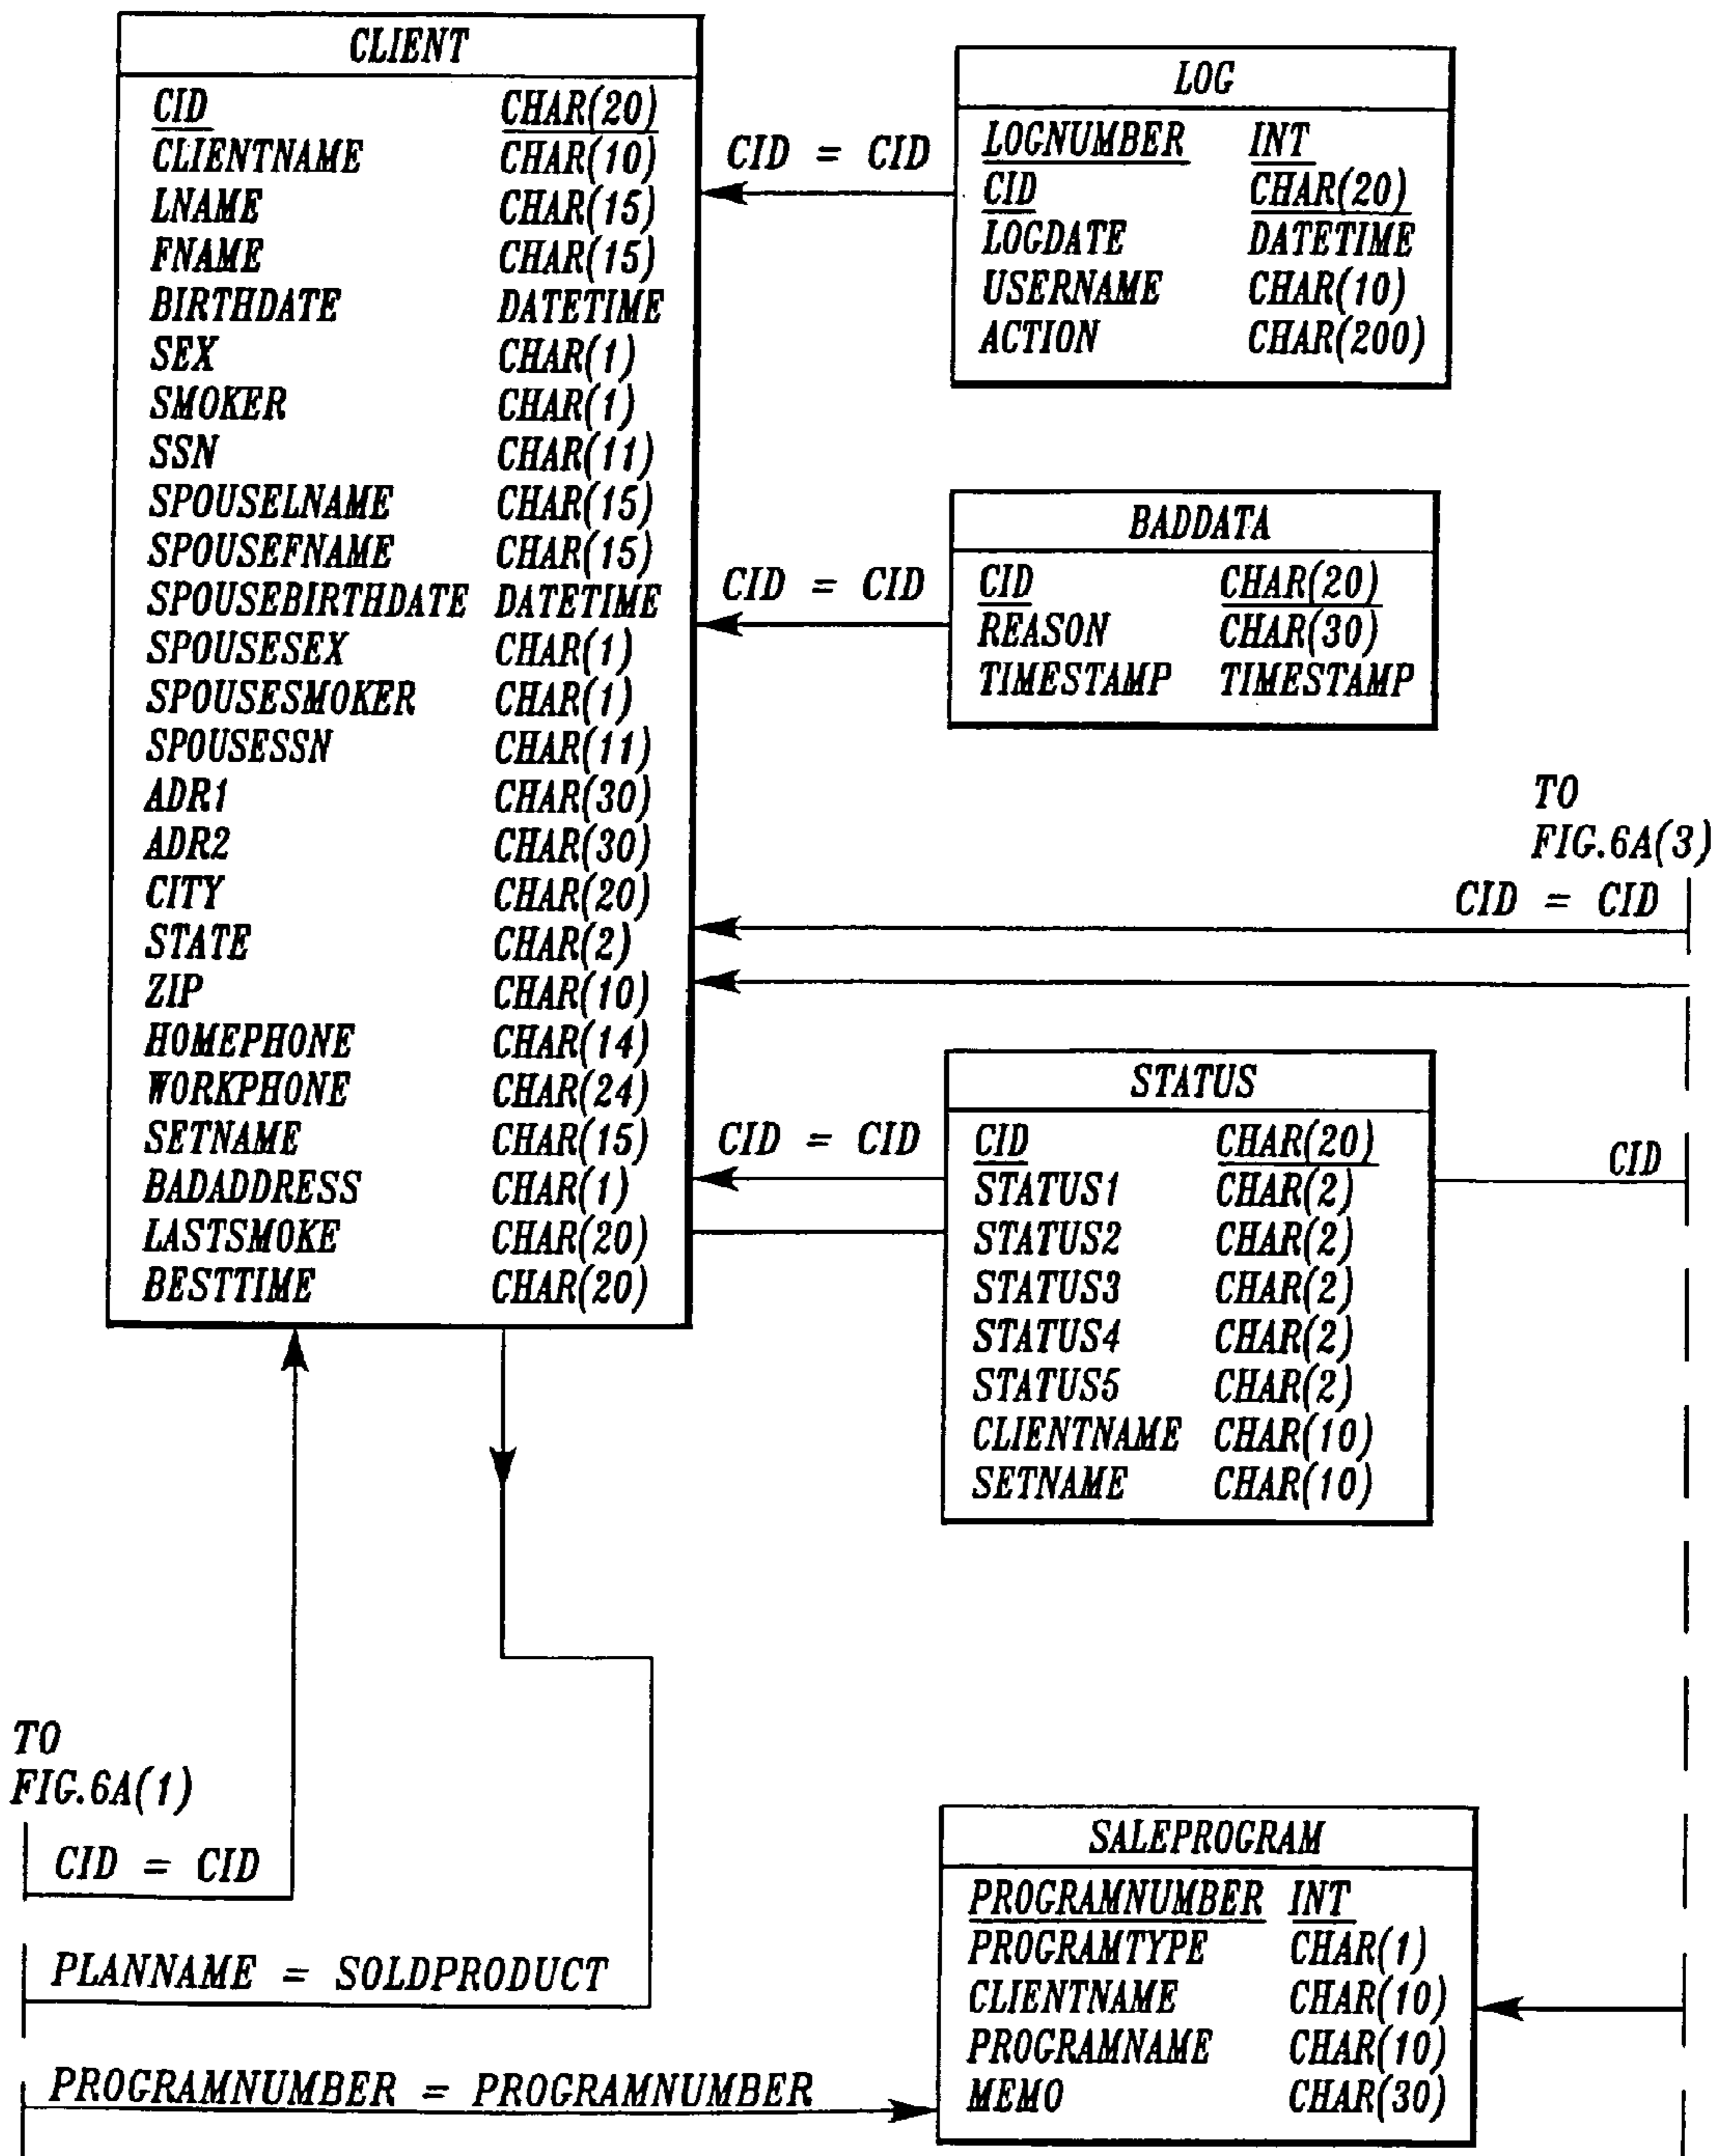 CLIENT
CID CHAR(20)
CLIENTNAME CHAR(10)
LNAME CHAR(15)
FNAME CHAR(15)
BIRTHDATE DATETIME
SEX CHAR(1)
SMOKER CHAR(1)
SSN CHAR(11)
SPOUSELNAME CHAR(15)
SPOUSEFNAME CHAR(15)
SPOUSEBIRTHDATE DATETIME
SPOUSESEX CHAR(1)
SPOUSESMOKER CHAR(1)
SPOUSESSN CHAR(11)
ADR1 CHAR(30)
ADR2 CHAR(30)
CITY CHAR(20)
STATE CHAR(2)
ZIP CHAR(10)
HOMEPHONE CHAR(14)
WORKPHONE CHAR(24)
SETNAME CHAR(15)
BADADDRESS CHAR(1)
LASTSMOKE CHAR(20)
BESTTIME CHAR(20)
CID = CID
LOG
LOGNUMBER INT
CID CHAR(20)
LOGDATE DATETIME
USERNAME CHAR(10)
ACTION CHAR(200)
CID = CID
BADDATA
CID CHAR(20)
REASON CHAR(30)
TIMESTAMP TIMESTAMP
TO
FIG.6A(3)
CID = CID
CID = CID
STATUS
CID CHAR(20)
STATUS1 CHAR(2)
STATUS2 CHAR(2)
STATUS3 CHAR(2)
STATUS4 CHAR(2)
STATUS5 CHAR(2)
CLIENTNAME CHAR(10)
SETNAME CHAR(10)
CID
TO
FIG.6A(1)
CID = CID
PLANNAME = SOLDPRODUCT
PROGRAMNUMBER = PROGRAMNUMBER
SALEPROGRAM
PROGRAMNUMBER INT
PROGRAMTYPE CHAR(1)
CLIENTNAME CHAR(10)
PROGRAMNAME CHAR(10)
MEMO CHAR(30)